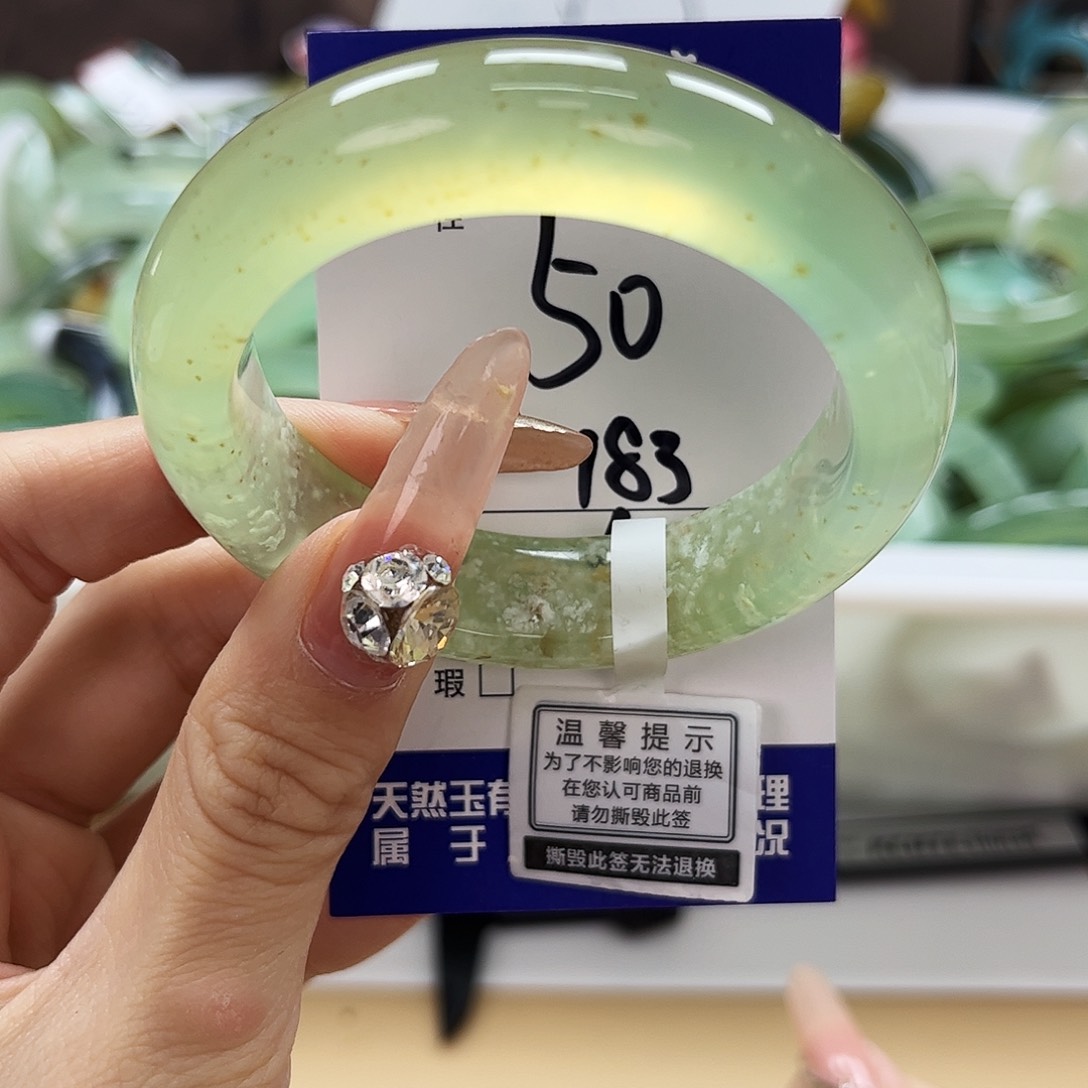 50
183
瑕
温馨提示
为了不影响您的退换
在您认可商品前
请勿撕毁此签
撕毁此签无法退换
天然玉有 理
属于 况